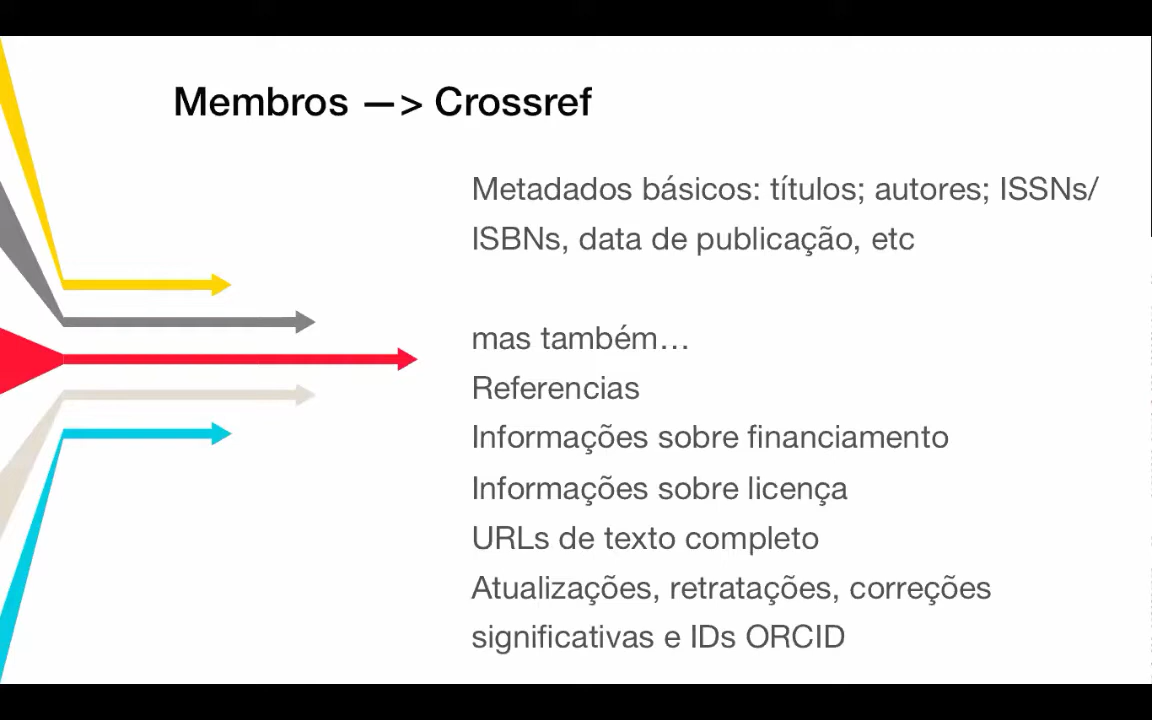 Membros —> Crossref
Metadados básicos: títulos; autores; ISSNs/
ISBNs, data de publicação, etc
mas também…
Referencias
Informações sobre financiamento
Informações sobre licença
URLs de texto completo
Atualizações, retratações, correções
significativas e IDs ORCID